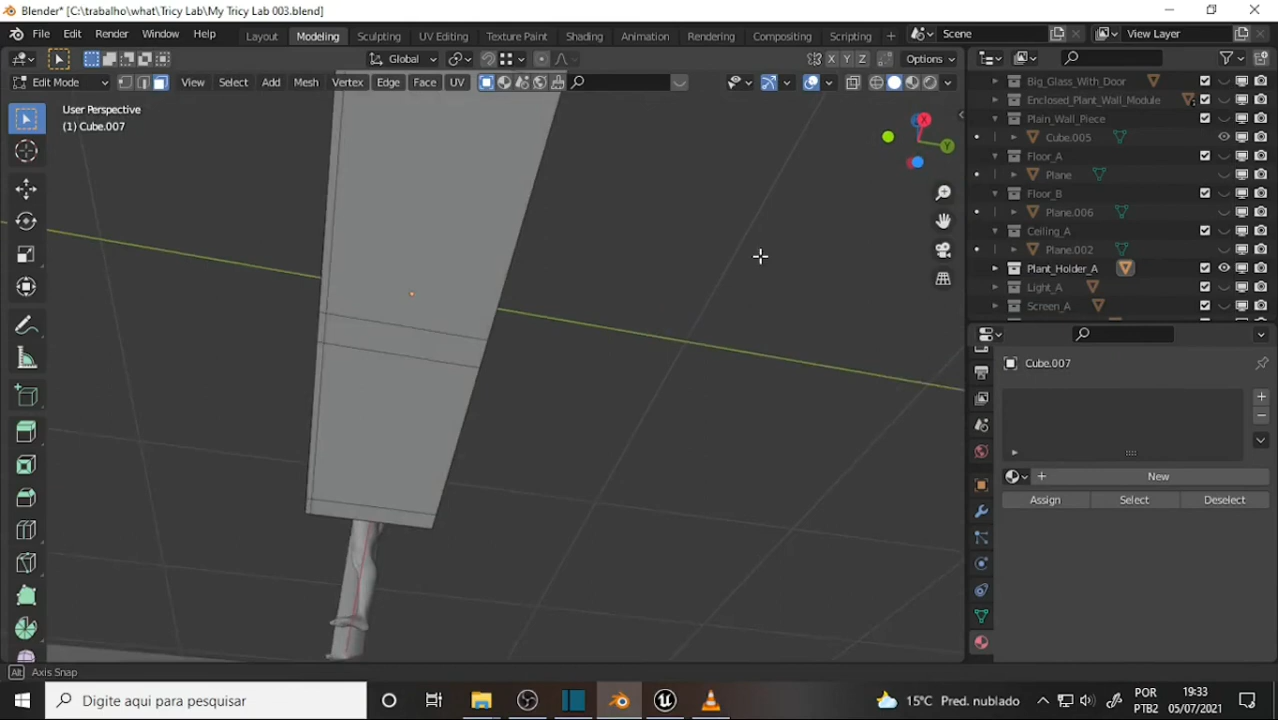 Blender* [C:\trabalho\what\Tricy Lab\My Tricy Lab 003.blend]
File Edit Render Window Help Layout Modeling Sculpting UV Editing Texture Paint Shading Animation Rendering Compositing Scripting + Scene View Layer
Global X Y Z Options
Edit Mode View Select Add Mesh Vertex Edge Face UV
User Perspective
(1) Cube.007
X
Y
Big_Glass_With_Door
Enclosed_Plant_Wall_Module
Plain_Wall_Piece
Cube.005
Floor_A
Plane
Floor_B
Plane.006
Ceiling_A
Plane.002
Plant_Holder_A
Light_A
Screen_A
Cube.007
New
Assign Select Deselect
Alt Axis Snap
Digite aqui para pesquisar
15°C Pred. nublado
POR
PTB2
19:33
05/07/2021